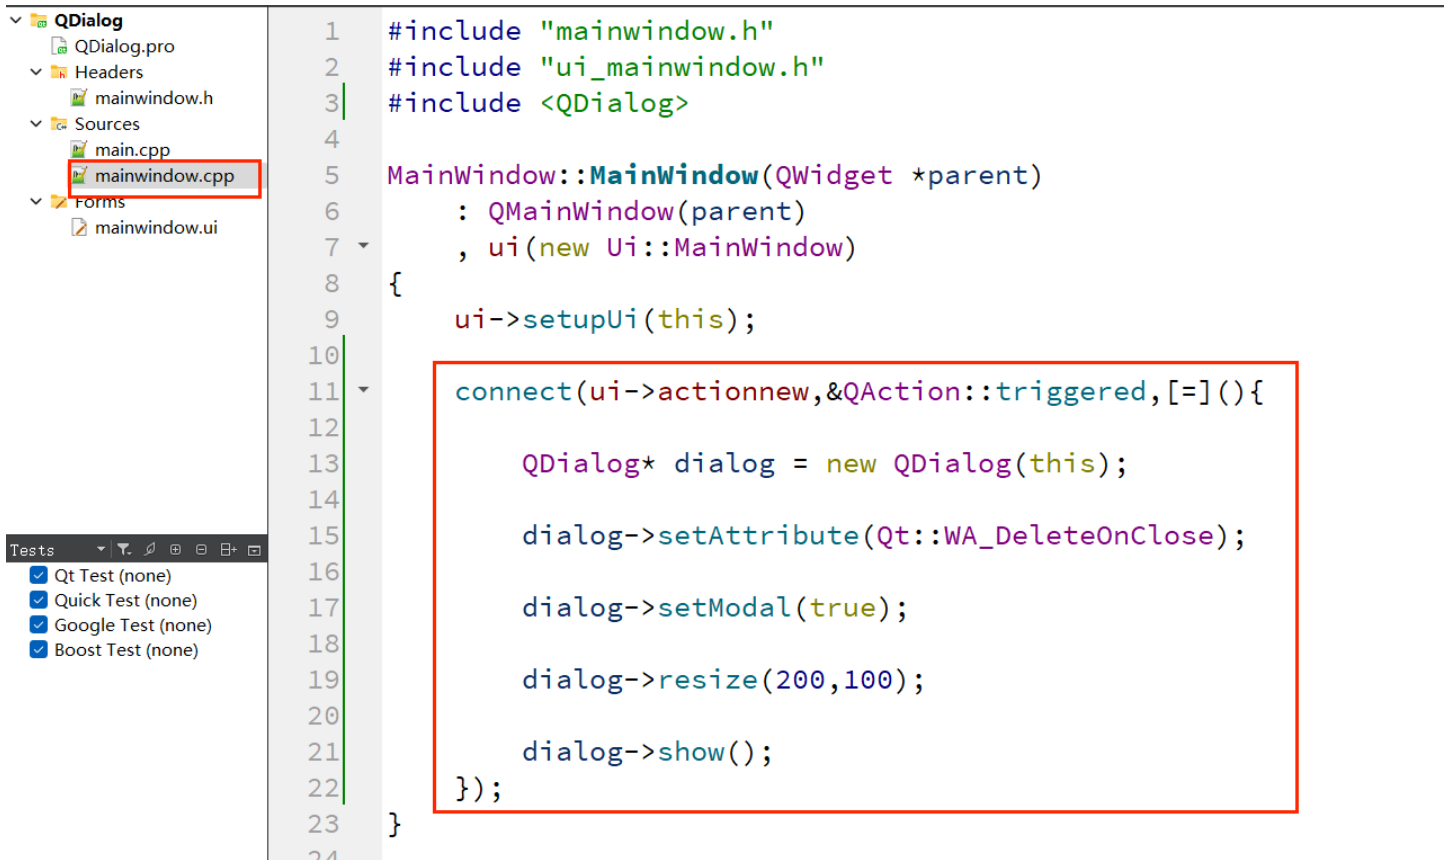 QDialog
QDialog.pro
Headers
mainwindow.h
Sources
main.cpp
mainwindow.cpp
Forms
mainwindow.ui
Tests
Qt Test (none)
Quick Test (none)
Google Test (none)
Boost Test (none)
1 #include "mainwindow.h"
2 #include "ui_mainwindow.h"
3 #include <QDialog>
4
5 MainWindow::MainWindow(QWidget *parent)
6 : QMainWindow(parent)
7 , ui(new Ui::MainWindow)
8 {
9 ui->setupUi(this);
10
11 connect(ui->actionnew,&QAction::triggered,[=](){
12
13 QDialog* dialog = new QDialog(this);
14
15 dialog->setAttribute(Qt::WA_DeleteOnClose);
16
17 dialog->setModal(true);
18
19 dialog->resize(200,100);
20
21 dialog->show();
22 });
23 }
24